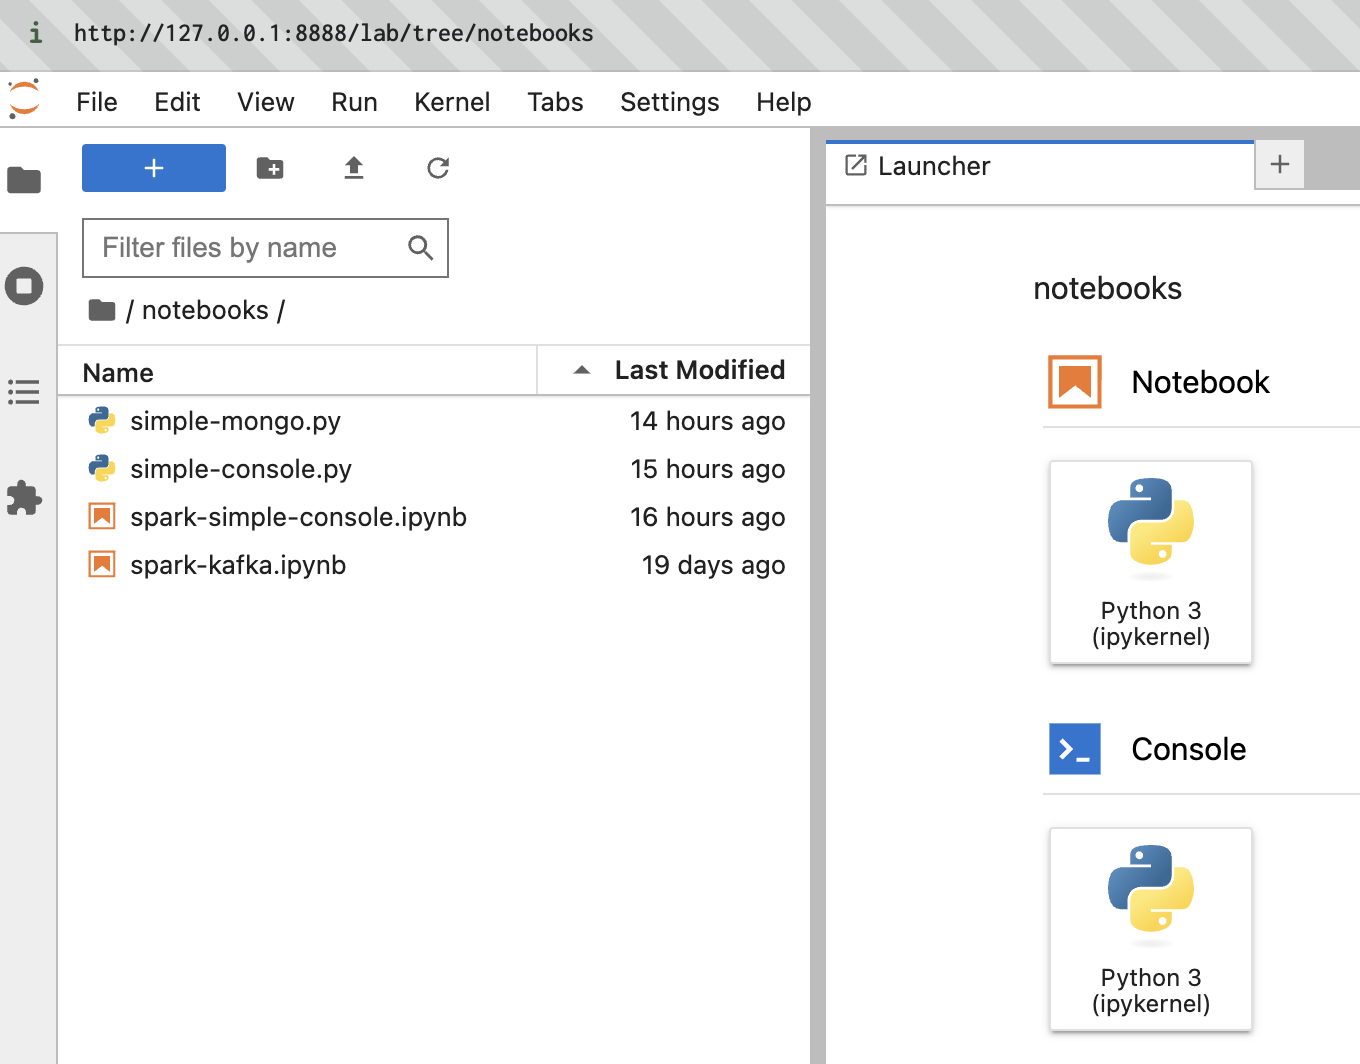 http://127.0.0.1:8888/lab/tree/notebooks
File Edit View Run Kernel Tabs Settings Help
Launcher
Filter files by name
/ notebooks /
Name Last Modified
simple-mongo.py 14 hours ago
simple-console.py 15 hours ago
spark-simple-console.ipynb 16 hours ago
spark-kafka.ipynb 19 days ago
notebooks
Notebook
Python 3
(ipykernel)
Console
Python 3
(ipykernel)